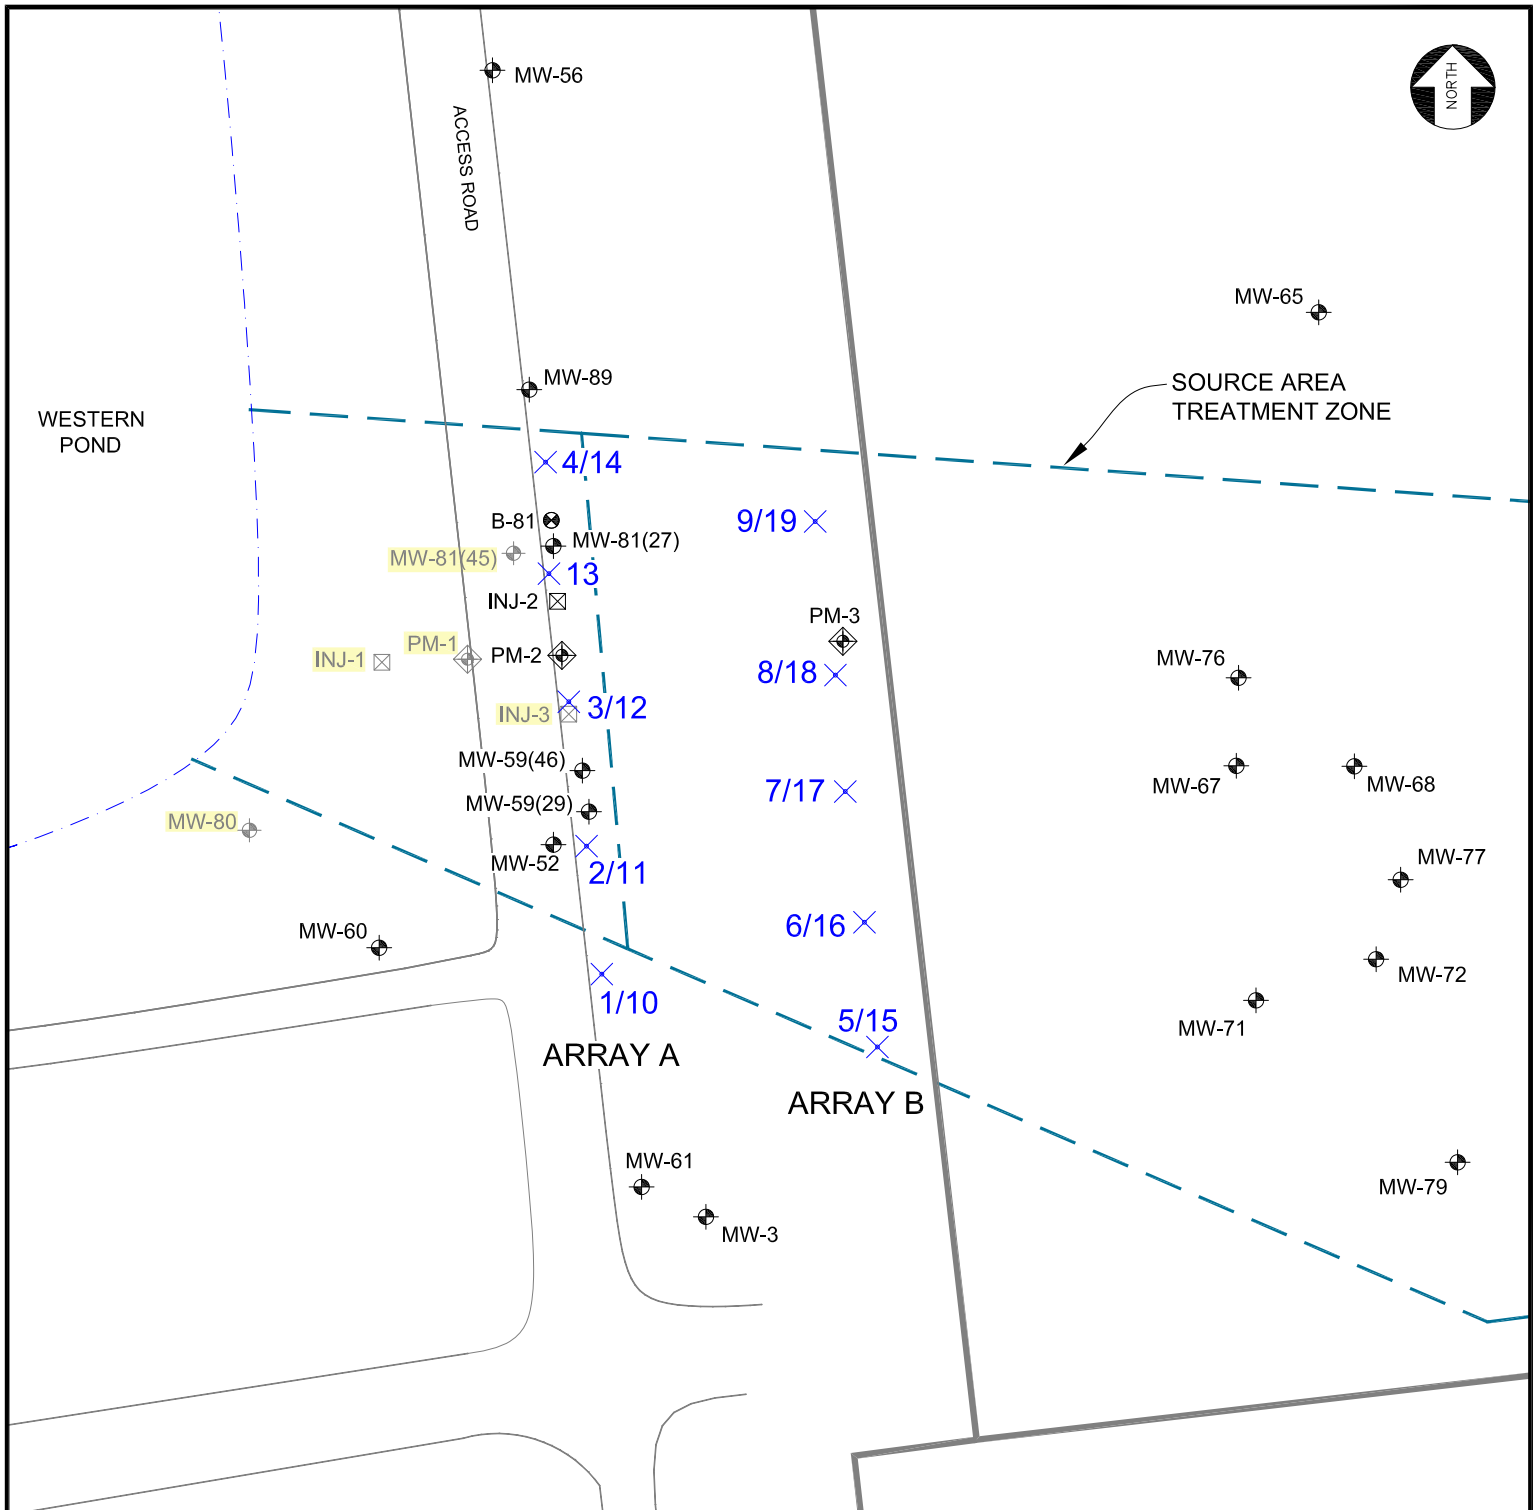 MW-56
NORTH
ACCESS ROAD
MW-65
MW-89
SOURCE AREA
TREATMENT ZONE
WESTERN
POND
4/14
B-81
9/19
MW-81(27)
MW-81(45)
13
INJ-2
PM-3
PM-1
INJ-1
PM-2
8/18
MW-76
INJ-3
3/12
MW-59(46)
7/17
MW-67
MW-68
MW-59(29)
MW-80
MW-52
2/11
MW-77
6/16
MW-60
MW-72
1/10
5/15
MW-71
ARRAY A
ARRAY B
MW-61
MW-79
MW-3